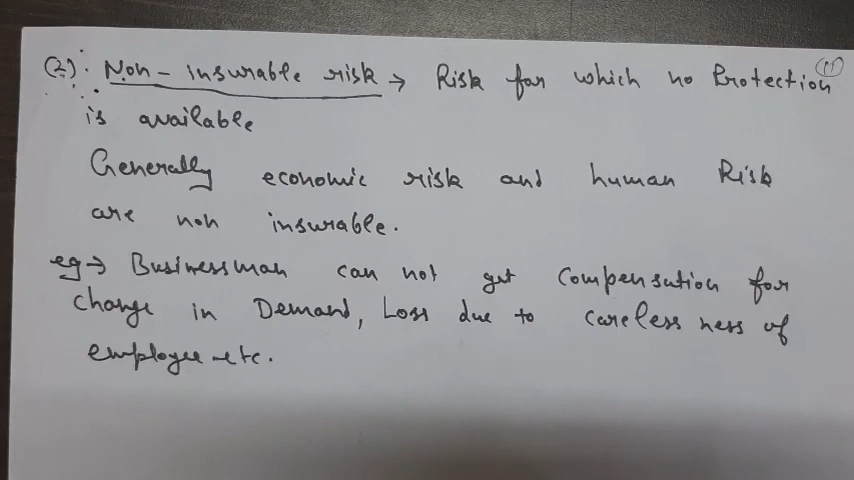 (2). Non-insurable risk → Risk for which no Protection
is available
Generally economic risk and human Risk
are non insurable.
eg → Businessman can not get compensation for
change in Demand, Loss due to careless ness of
employee etc.